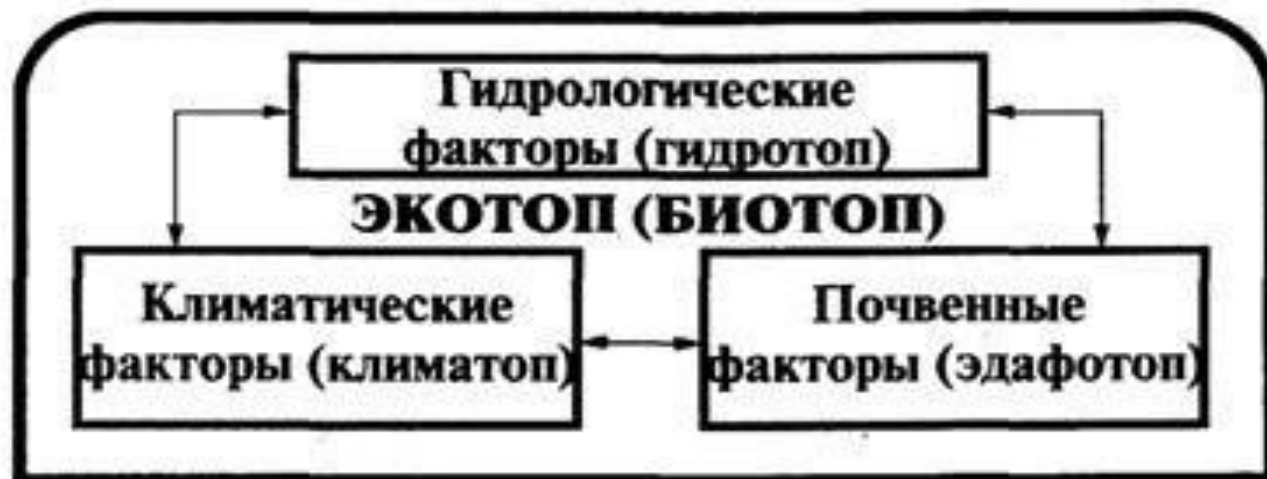 Гидрологические
факторы (гидротоп)
ЭКОТОП (БИОТОП)
Климатические
факторы (климатоп)
Почвенные
факторы (эдафотоп)